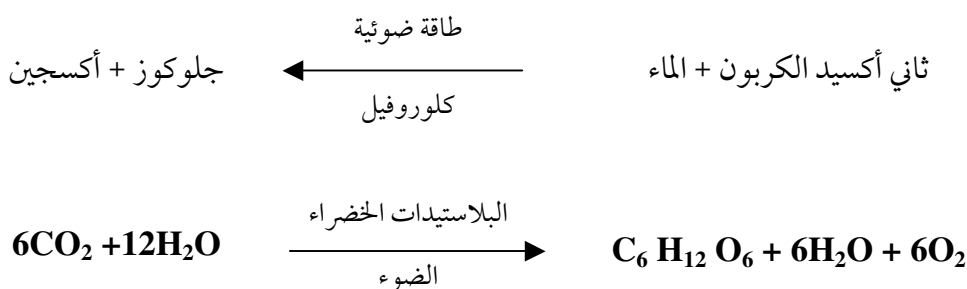 طاقة ضوئية
ثاني أكسيد الكربون + الماء جلوكوز + أكسجين
كلوروفيل
البلاستيدات الخضراء
6CO₂ +12H₂O C₆ H₁₂ O₆ + 6H₂O + 6O₂
الضوء